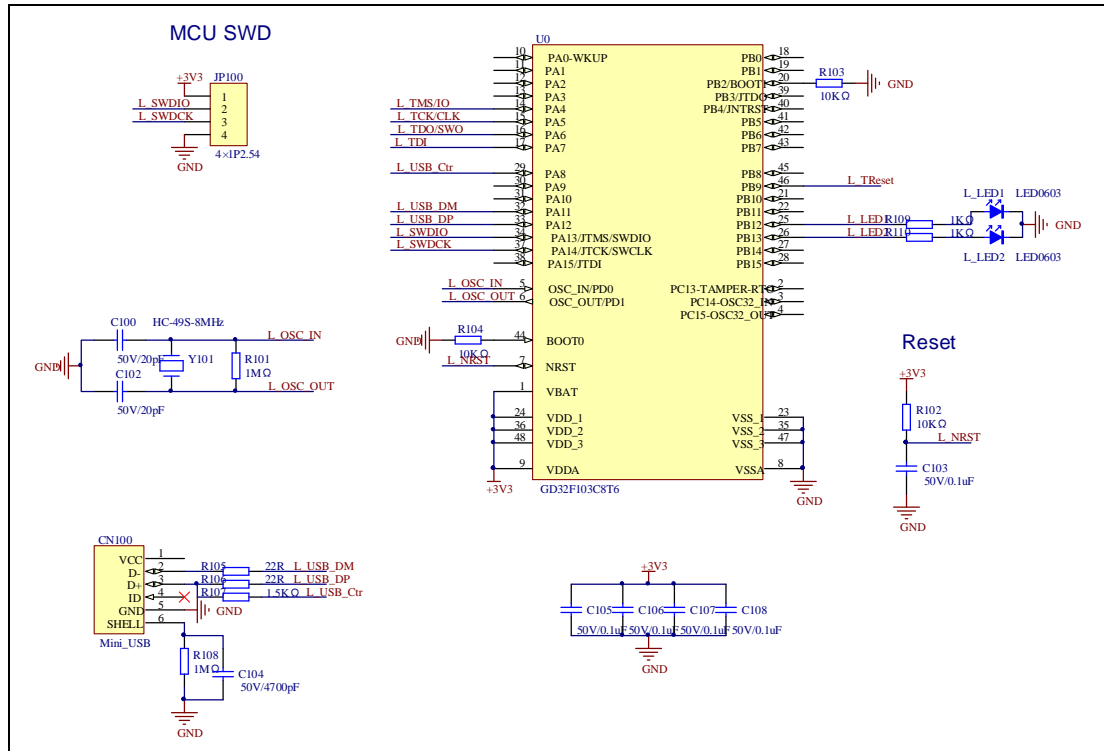 MCU SWD
+3V3
JP100
L_SWDIO
L_SWDCK
1
2
3
4
GND
4×1P2.54
U0
10 PA0-WKUP
11 PA1
12 PA2
13 PA3
L_TMS/IO 14 PA4
L_TCK/CLK 15 PA5
L_TDO/SWO 16 PA6
L_TDI 17 PA7
L_USB_Ctr 29 PA8
30 PA9
31 PA10
L_USB_DM 32 PA11
L_USB_DP 33 PA12
L_SWDIO 34 PA13/JTMS/SWDIO
L_SWDCK 37 PA14/JTCK/SWCLK
38 PA15/JTDI
L_OSC_IN 5 OSC_IN/PD0
L_OSC_OUT 6 OSC_OUT/PD1
GND R104 10KΩ 44 BOOT0
L_NRST 7 NRST
1 VBAT
24 VDD_1
36 VDD_2
48 VDD_3
9 VDDA
+3V3
PB0 18
PB1 19
PB2/BOOT1 20 R103 10KΩ GND
PB3/JTDO 39
PB4/JNTRST 40
PB5 41
PB6 42
PB7 43
PB8 45
PB9 46 L_TReset
PB10 21
PB11 22
PB12 25 L_LED1 R109 1KΩ
PB13 26 L_LED2 R110 1KΩ
PB14 27
PB15 28
L_LED1 LED0603
GND
L_LED2 LED0603
PC13-TAMPER-RTC 2
PC14-OSC32_IN 3
PC15-OSC32_OUT 4
VSS_1 23
VSS_2 35
VSS_3 47
VSSA 8
GND
GD32F103C8T6
C100 HC-49S-8MHz L_OSC_IN
GND 50V/20pF Y101 R101
C102 1MΩ
L_OSC_OUT
50V/20pF
Reset
+3V3
R102
10KΩ
L_NRST
C103
50V/0.1uF
GND
CN100
VCC 1
D- 2 R105 22R L_USB_DM
D+ 3 R106 22R L_USB_DP
ID 4 R107 1.5KΩ L_USB_Ctr
GND 5 GND
SHELL 6
Mini_USB
R108
1MΩ C104
50V/4700pF
GND
+3V3
C105 C106 C107 C108
50V/0.1uF 50V/0.1uF 50V/0.1uF 50V/0.1uF
GND